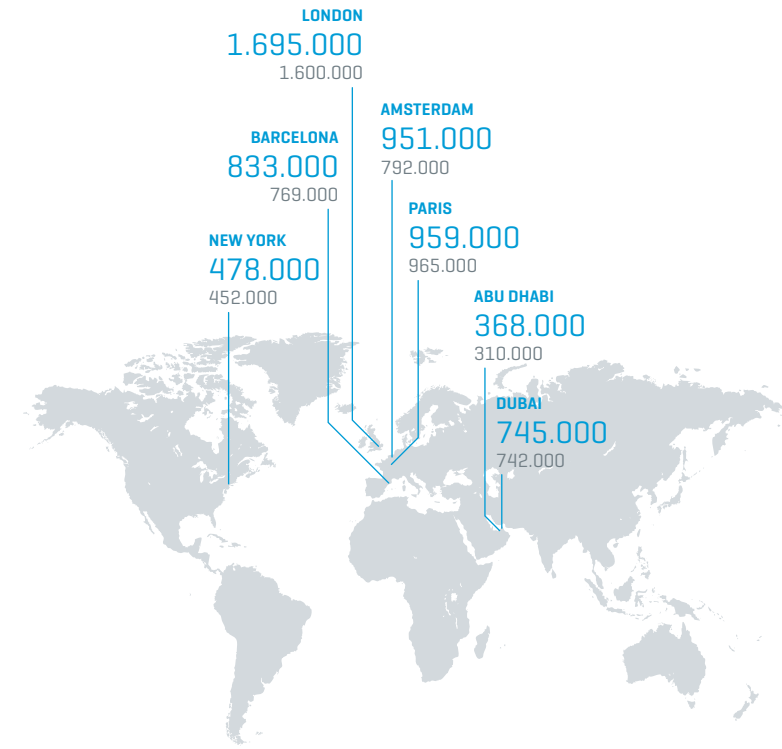 LONDON
1.695.000
1.600.000
AMSTERDAM
951.000
792.000
BARCELONA
833.000
769.000
PARIS
959.000
965.000
NEW YORK
478.000
452.000
ABU DHABI
368.000
310.000
DUBAI
745.000
742.000